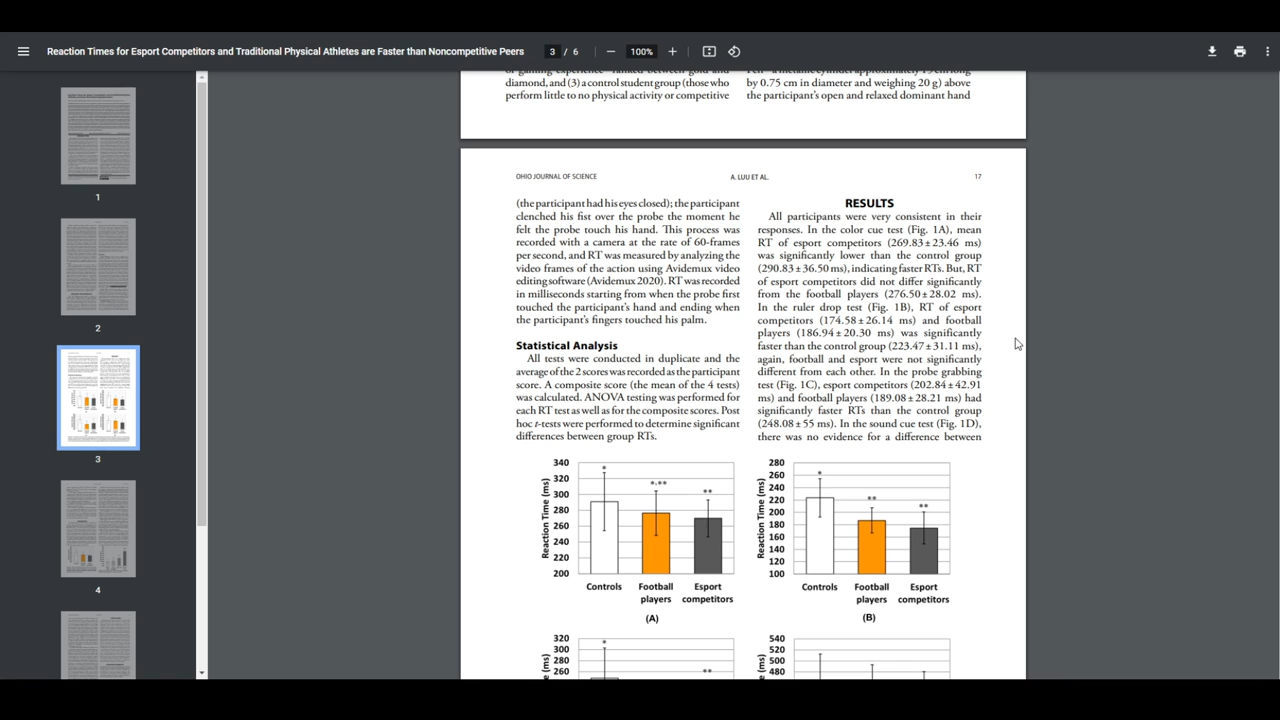 Reaction Times for Esport Competitors and Traditional Physical Athletes are Faster than Noncompetitive Peers
3 / 6
100%
1
2
3
4
diamond, and (3) a control student group (those who
perform little to no physical activity or competitive
by 0.75 cm in diameter and weighing 20 g) above
the participant's open and relaxed dominant hand
OHIO JOURNAL OF SCIENCE
A. LUU ET AL.
17
(the participant had his eyes closed); the participant
clenched his fist over the probe the moment he
felt the probe touch his hand. This process was
recorded with a camera at the rate of 60-frames
per second, and RT was measured by analyzing the
video frames of the action using Avidemux video
editing software (Avidemux 2020). RT was recorded
in milliseconds starting from when the probe first
touched the participant's hand and ending when
the participant's fingers touched his palm.
Statistical Analysis
All tests were conducted in duplicate and the
average of the 2 scores was recorded as the participant
score. A composite score (the mean of the 4 tests)
was calculated. ANOVA testing was performed for
each RT test as well as for the composite scores. Post
hoc t-tests were performed to determine significant
differences between group RTs.
RESULTS
All participants were very consistent in their
responses. In the color cue test (Fig. 1A), mean
RT of esport competitors (269.83±23.46 ms)
was significantly lower than the control group
(290.83±36.50 ms), indicating faster RTs. But, RT
of esport competitors did not differ significantly
from the football players (276.50±28.02 ms).
In the ruler drop test (Fig. 1B), RT of esport
competitors (174.58±26.14 ms) and football
players (186.94±20.30 ms) was significantly
faster than the control group (223.47±31.11 ms),
again, football and esport were not significantly
different from each other. In the probe grabbing
test (Fig. 1C), esport competitors (202.84±42.91
ms) and football players (189.08±28.21 ms) had
significantly faster RTs than the control group
(248.08±55 ms). In the sound cue test (Fig. 1D),
there was no evidence for a difference between
Reaction Time (ms)
340
320
300
280
260
240
220
200
*
*,**
**
Controls
Football players
Esport competitors
(A)
Reaction Time (ms)
280
260
240
220
200
180
160
140
120
100
*
**
**
Controls
Football players
Esport competitors
(B)
320
300
280
260
*
**
(ms)
540
520
500
480
(ms)